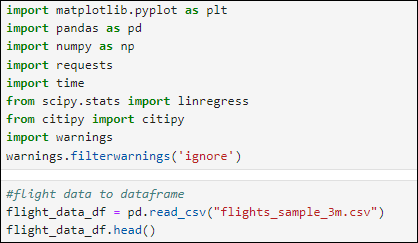 import matplotlib.pyplot as plt
import pandas as pd
import numpy as np
import requests
import time
from scipy.stats import linregress
from citipy import citipy
import warnings
warnings.filterwarnings('ignore')
#flight data to dataframe
flight_data_df = pd.read_csv("flights_sample_3m.csv")
flight_data_df.head()